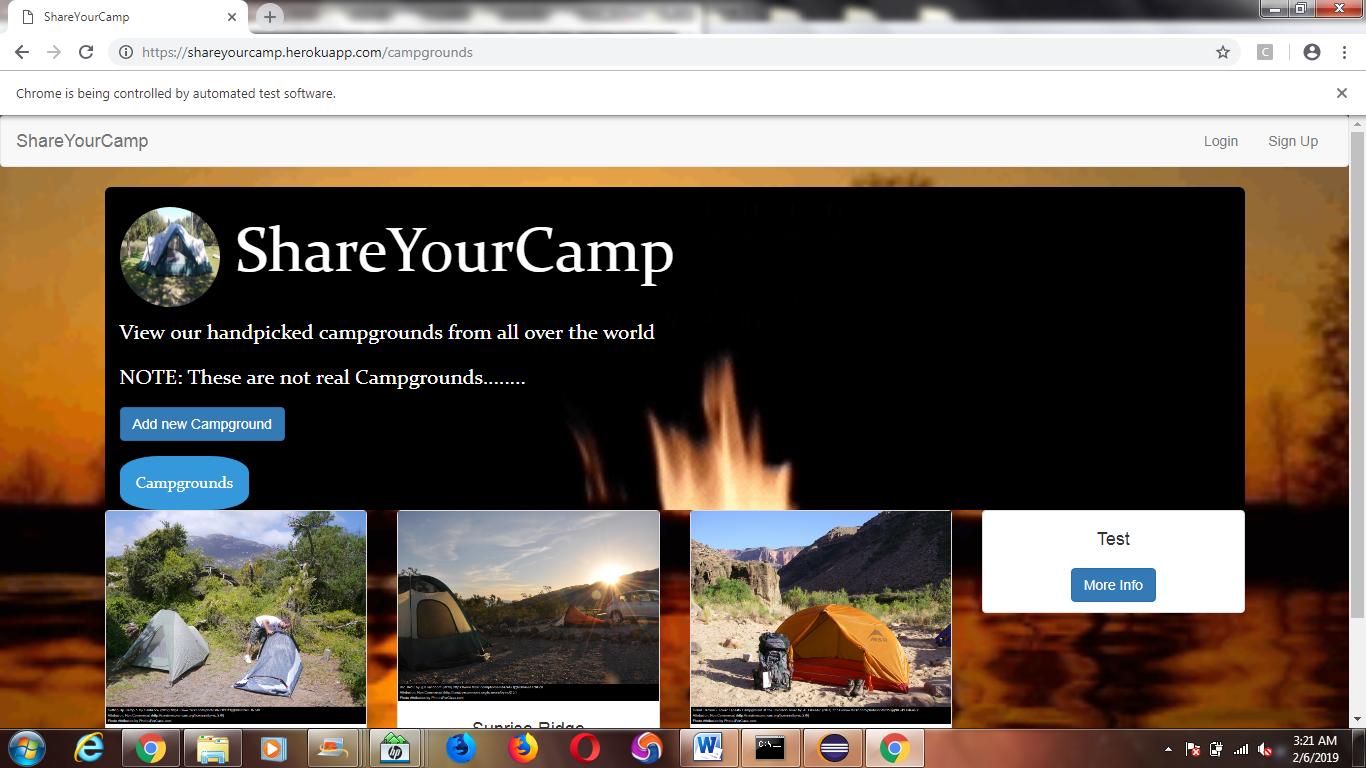 ShareYourCamp
https://shareyourcamp.herokuapp.com/campgrounds
C
Chrome is being controlled by automated test software.
ShareYourCamp
Login
Sign Up
ShareYourCamp
View our handpicked campgrounds from all over the world
NOTE: These are not real Campgrounds........
Add new Campground
Campgrounds
Test
More Info
Sunrise Ridge
3:21 AM
2/6/2019